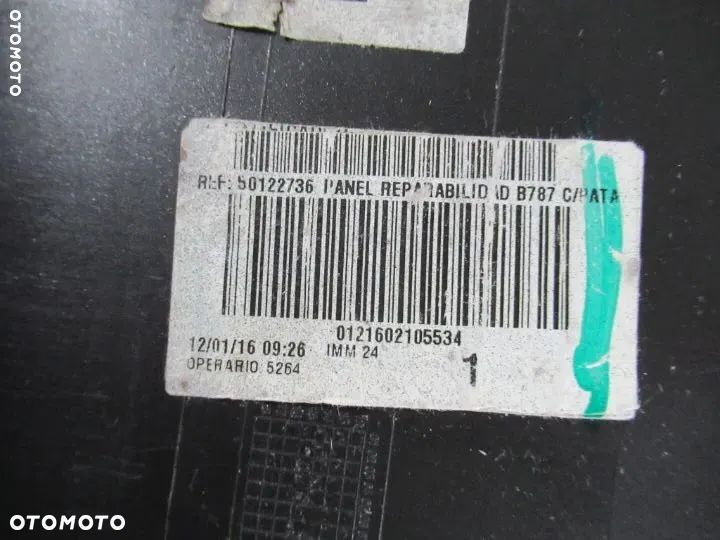 OTOMOTO
OTOMOTO
REF: 50122736 PANEL REPARABILIDAD B787 C/PATA
0121602105534
12/01/16 09:26 IMM 24
OPERARIO 5264
1
OTOMOTO